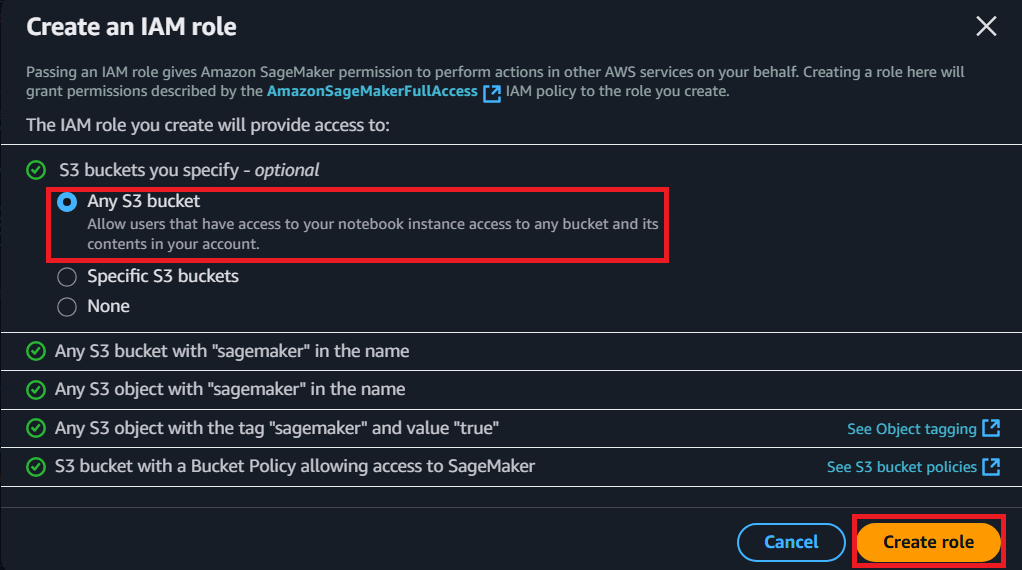 Create an IAM role
Passing an IAM role gives Amazon SageMaker permission to perform actions in other AWS services on your behalf. Creating a role here will
grant permissions described by the AmazonSageMakerFullAccess IAM policy to the role you create.
The IAM role you create will provide access to:
S3 buckets you specify - optional
Any S3 bucket
Allow users that have access to your notebook instance access to any bucket and its
contents in your account.
Specific S3 buckets
None
Any S3 bucket with "sagemaker" in the name
Any S3 object with "sagemaker" in the name
Any S3 object with the tag "sagemaker" and value "true" See Object tagging
S3 bucket with a Bucket Policy allowing access to SageMaker See S3 bucket policies
Cancel Create role